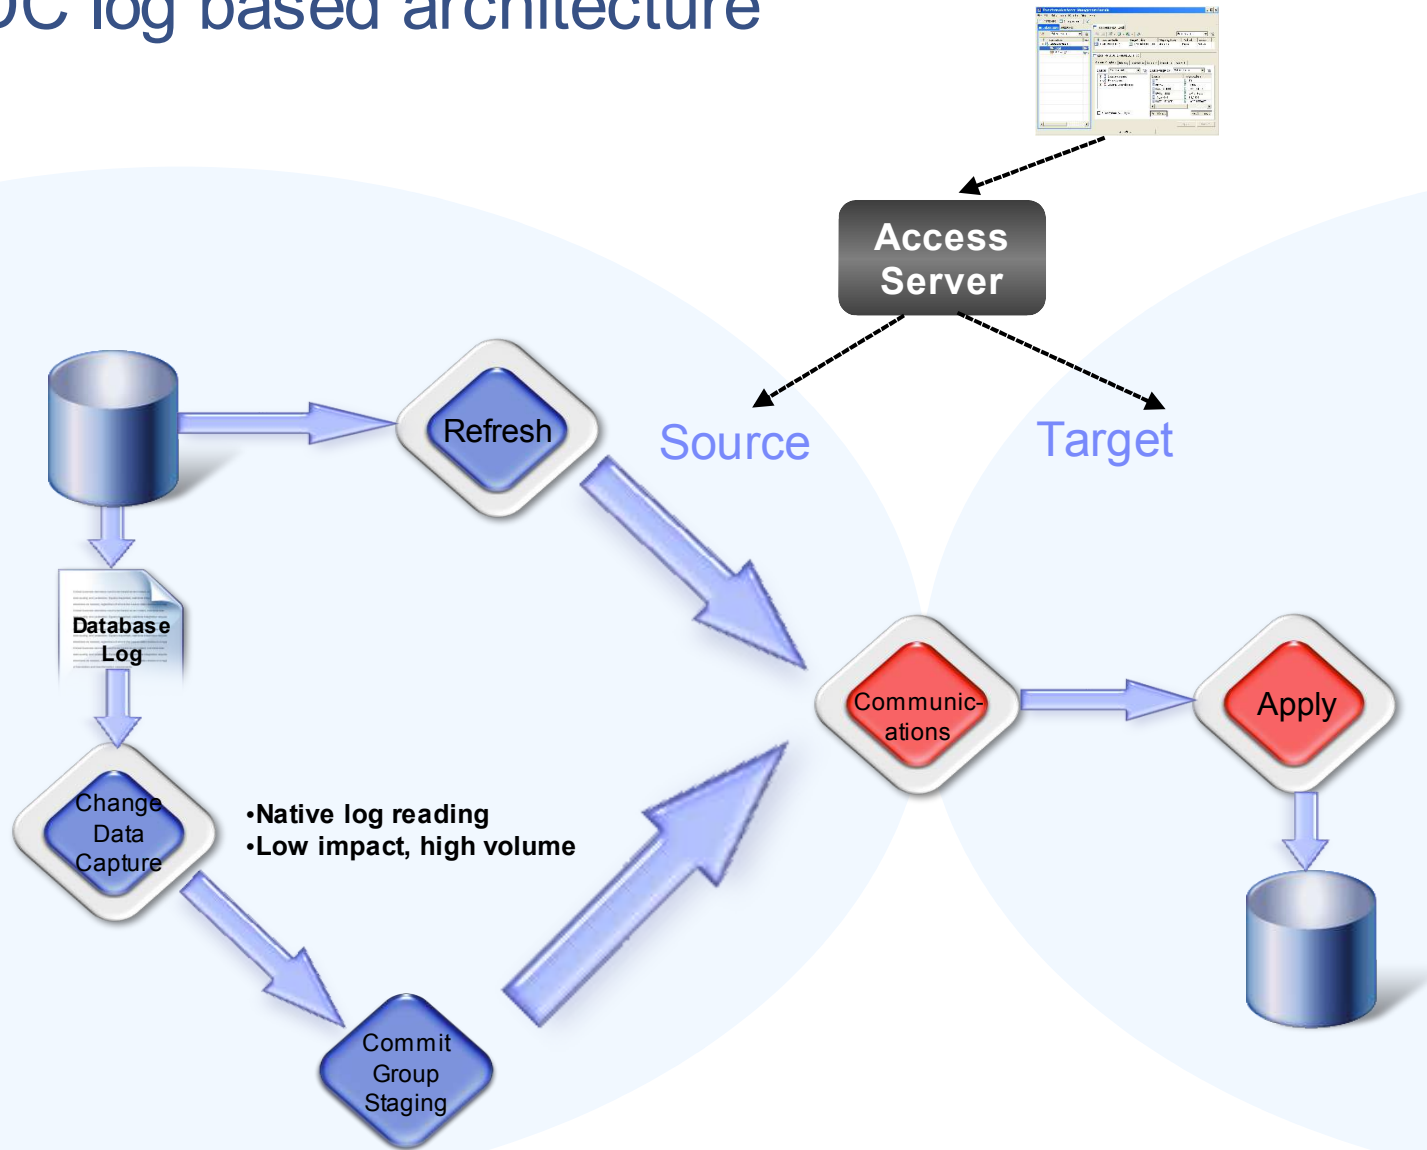 DC log based architecture
Access
Server
Source
Target
Refresh
Database
Log
Communic-
ations
Apply
Change
Data
Capture
•Native log reading
•Low impact, high volume
Commit
Group
Staging